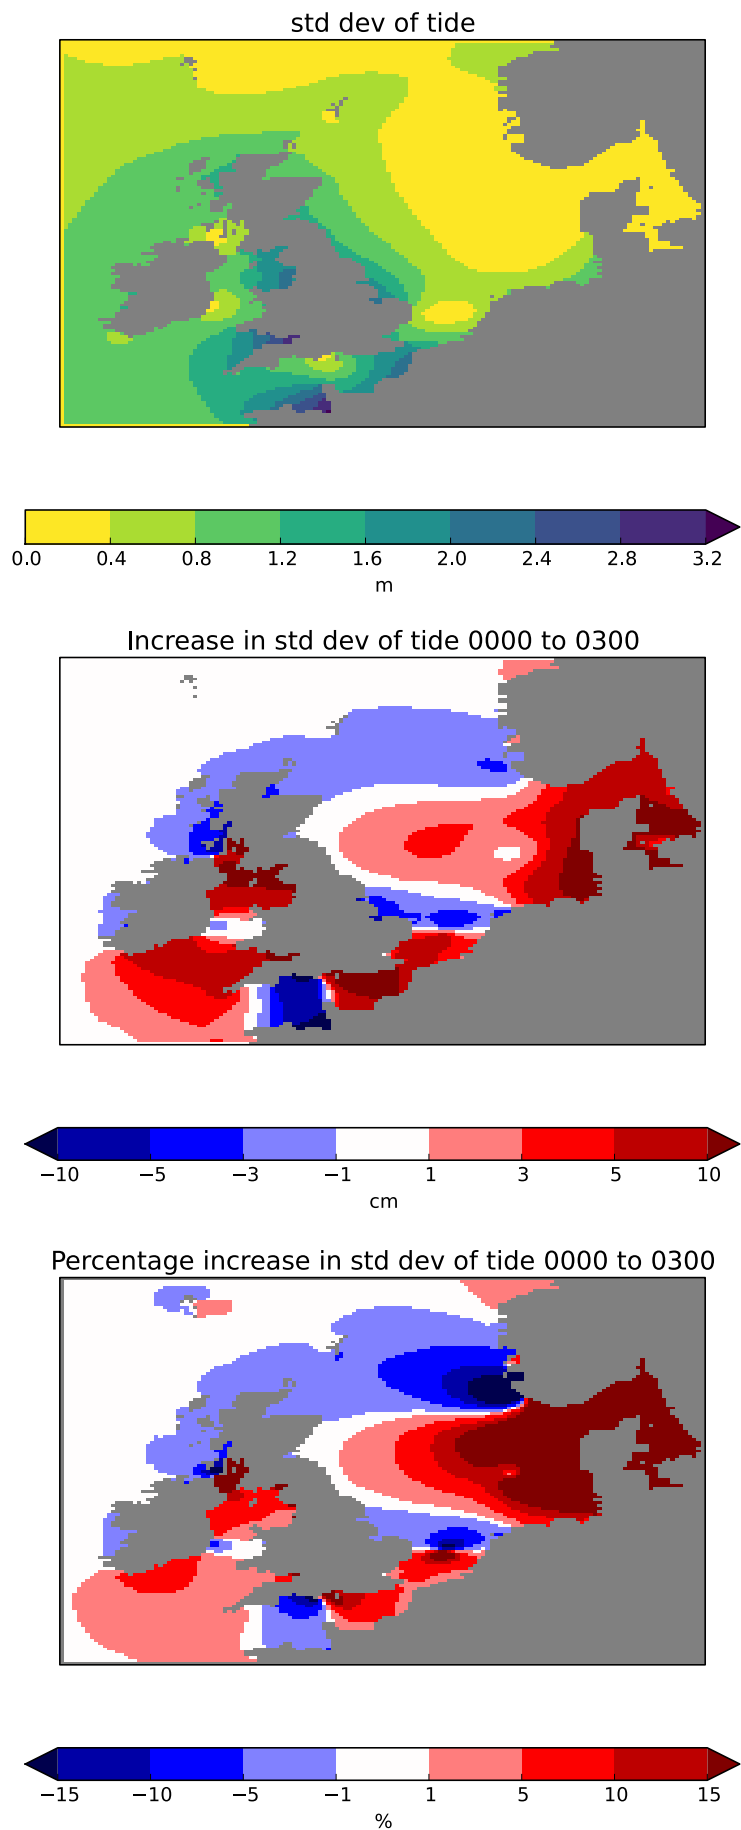 std dev of tide
0.0 0.4 0.8 1.2 1.6 2.0 2.4 2.8 3.2
m
Increase in std dev of tide 0000 to 0300
−10 −5 −3 −1 1 3 5 10
cm
Percentage increase in std dev of tide 0000 to 0300
−15 −10 −5 −1 1 5 10 15
%